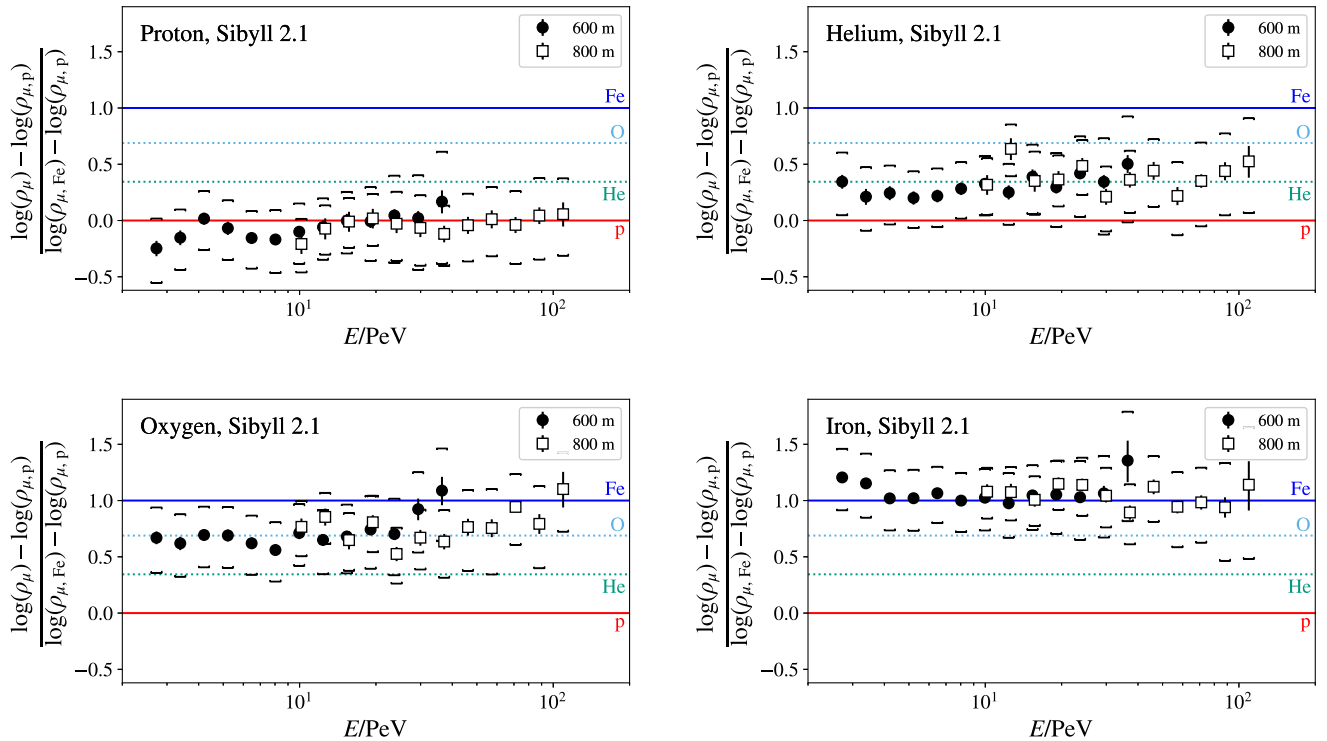 Proton, Sibyll 2.1
600 m
800 m
Fe
O
He
p
1.5
1.0
0.5
0.0
−0.5
log(ρμ) − log(ρμ,p)
log(ρμ, Fe) − log(ρμ, p)
10¹
10²
E/PeV
Helium, Sibyll 2.1
600 m
800 m
Fe
O
He
p
1.5
1.0
0.5
0.0
−0.5
log(ρμ) − log(ρμ,p)
log(ρμ, Fe) − log(ρμ, p)
10¹
10²
E/PeV
Oxygen, Sibyll 2.1
600 m
800 m
Fe
O
He
p
1.5
1.0
0.5
0.0
−0.5
log(ρμ) − log(ρμ,p)
log(ρμ, Fe) − log(ρμ, p)
10¹
10²
E/PeV
Iron, Sibyll 2.1
600 m
800 m
Fe
O
He
p
1.5
1.0
0.5
0.0
−0.5
log(ρμ) − log(ρμ,p)
log(ρμ, Fe) − log(ρμ, p)
10¹
10²
E/PeV